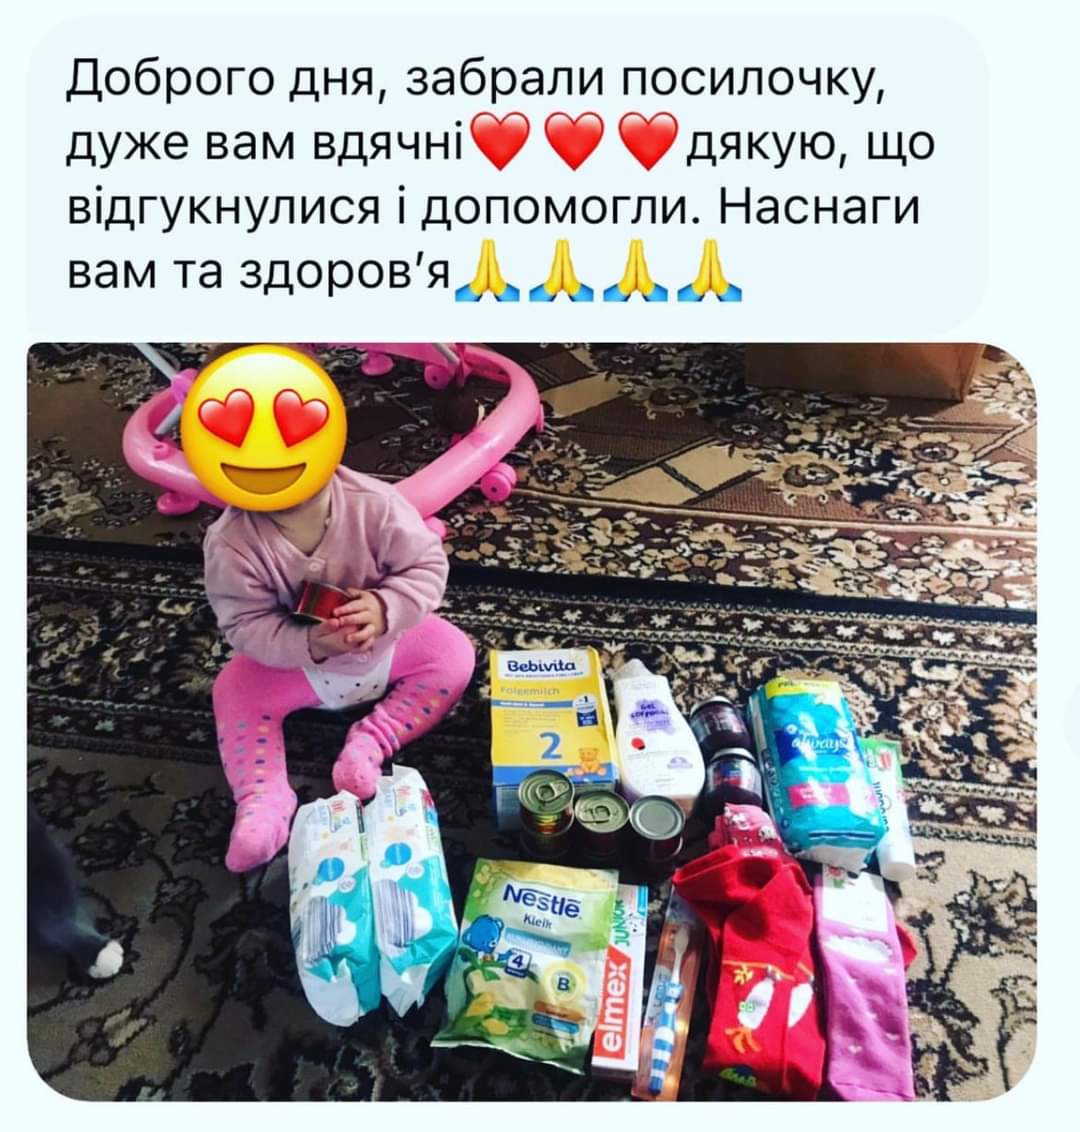 Доброго дня, забрали посилочку,
дуже вам вдячні❤️❤️❤️дякую, що
відгукнулися і допомогли. Наснаги
вам та здоров’я🙏🙏🙏🙏
Bebivita
Folgemilch
2
always
Nestlē
Kleik
4
B
elmex
JUNIOR